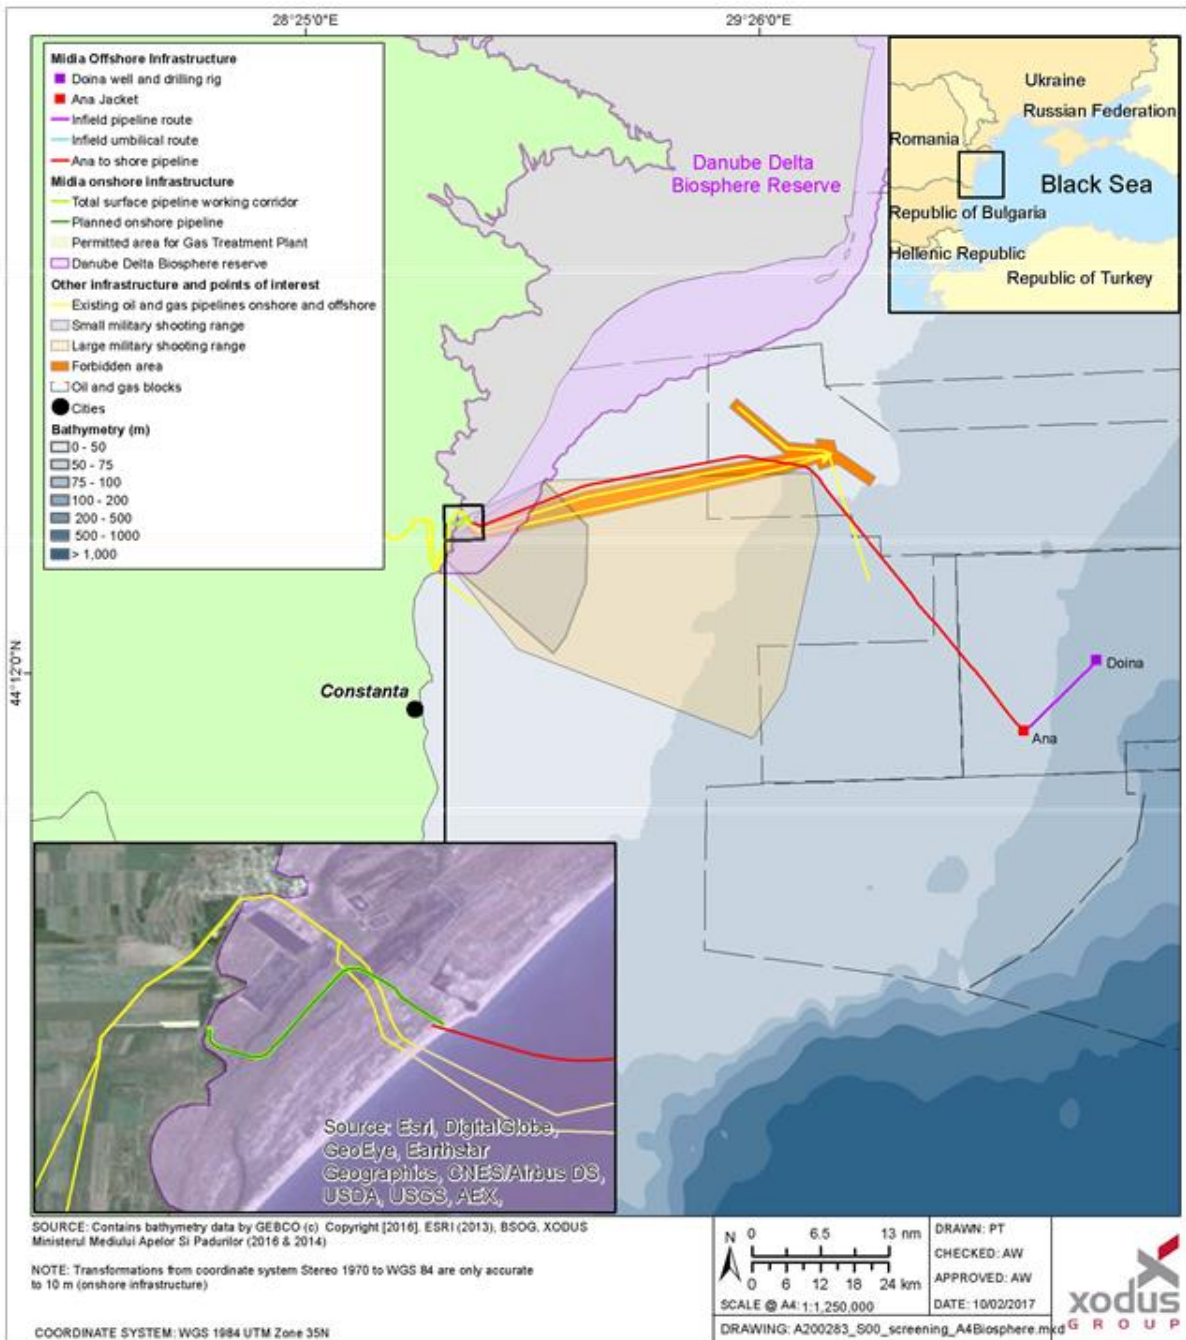 28°25'0"E
29°26'0"E
Midia Offshore Infrastructure
Doina well and drilling rig
Ana Jacket
Infield pipeline route
Infield umbilical route
Ana to shore pipeline
Midia onshore infrastructure
Total surface pipeline working corridor
Planned onshore pipeline
Permitted area for Gas Treatment Plant
Danube Delta Biosphere reserve
Other infrastructure and points of interest
Existing oil and gas pipelines onshore and offshore
Small military shooting range
Large military shooting range
Forbidden area
Oil and gas blocks
Cities
Bathymetry (m)
0 - 50
50 - 75
75 - 100
100 - 200
200 - 500
500 - 1000
> 1,000
Danube Delta
Biosphere Reserve
Ukraine
Russian Federation
Romania
Black Sea
Republic of Bulgaria
Hellenic Republic
Republic of Turkey
44°12'0"N
Constanta
Doina
Ana
Source: Esri, DigitalGlobe,
GeoEye, Earthstar
Geographics, CNES/Airbus DS,
USDA, USGS, AEX,
SOURCE: Contains bathymetry data by GEBCO (c) Copyright [2016]. ESRI (2013), BSOG, XODUS
Ministerul Mediului Apelor Si Padurilor (2016 & 2014)
NOTE: Transformations from coordinate system Stereo 1970 to WGS 84 are only accurate
to 10 m (onshore infrastructure)
COORDINATE SYSTEM: WGS 1984 UTM Zone 35N
N
0 6.5 13 nm
0 6 12 18 24 km
SCALE @ A4: 1:1,250,000
DRAWN: PT
CHECKED: AW
APPROVED: AW
DATE: 10/02/2017
DRAWING: A200283_S00_screening_A4Biosphere.mxd
xodus
GROUP